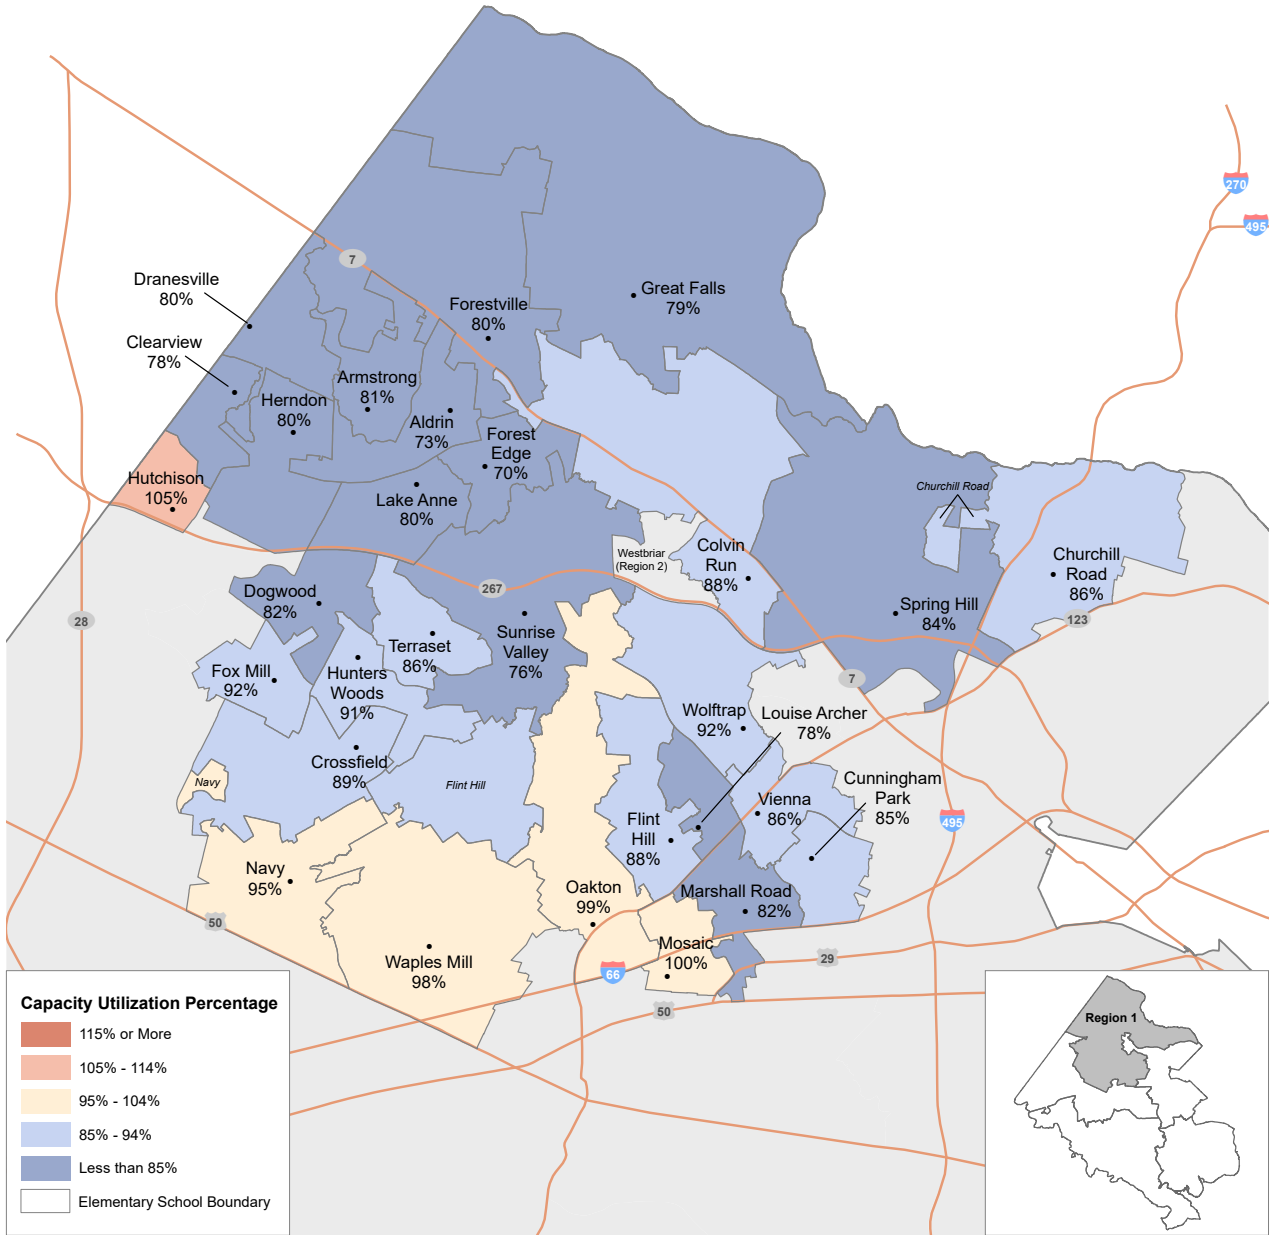 270
495
7
Dranesville
80%
Great Falls
79%
Forestville
80%
Clearview
78%
Armstrong
81%
Herndon
80%
Aldrin
73%
Forest
Edge
70%
Hutchison
105%
Lake Anne
80%
Churchill Road
Westbriar
(Region 2)
Colvin
Run
88%
Churchill
Road
86%
267
Dogwood
82%
28
Spring Hill
84%
123
Sunrise
Valley
76%
Terraset
86%
Fox Mill
92%
Hunters
Woods
91%
7
Wolftrap
92%
Louise Archer
78%
Crossfield
89%
Navy
Flint Hill
Cunningham
Park
85%
Vienna
86%
495
Flint
Hill
88%
Navy
95%
Oakton
99%
Marshall Road
82%
50
Mosaic
100%
Waples Mill
98%
29
66
50
Capacity Utilization Percentage
115% or More
105% - 114%
95% - 104%
85% - 94%
Less than 85%
Elementary School Boundary
Region 1